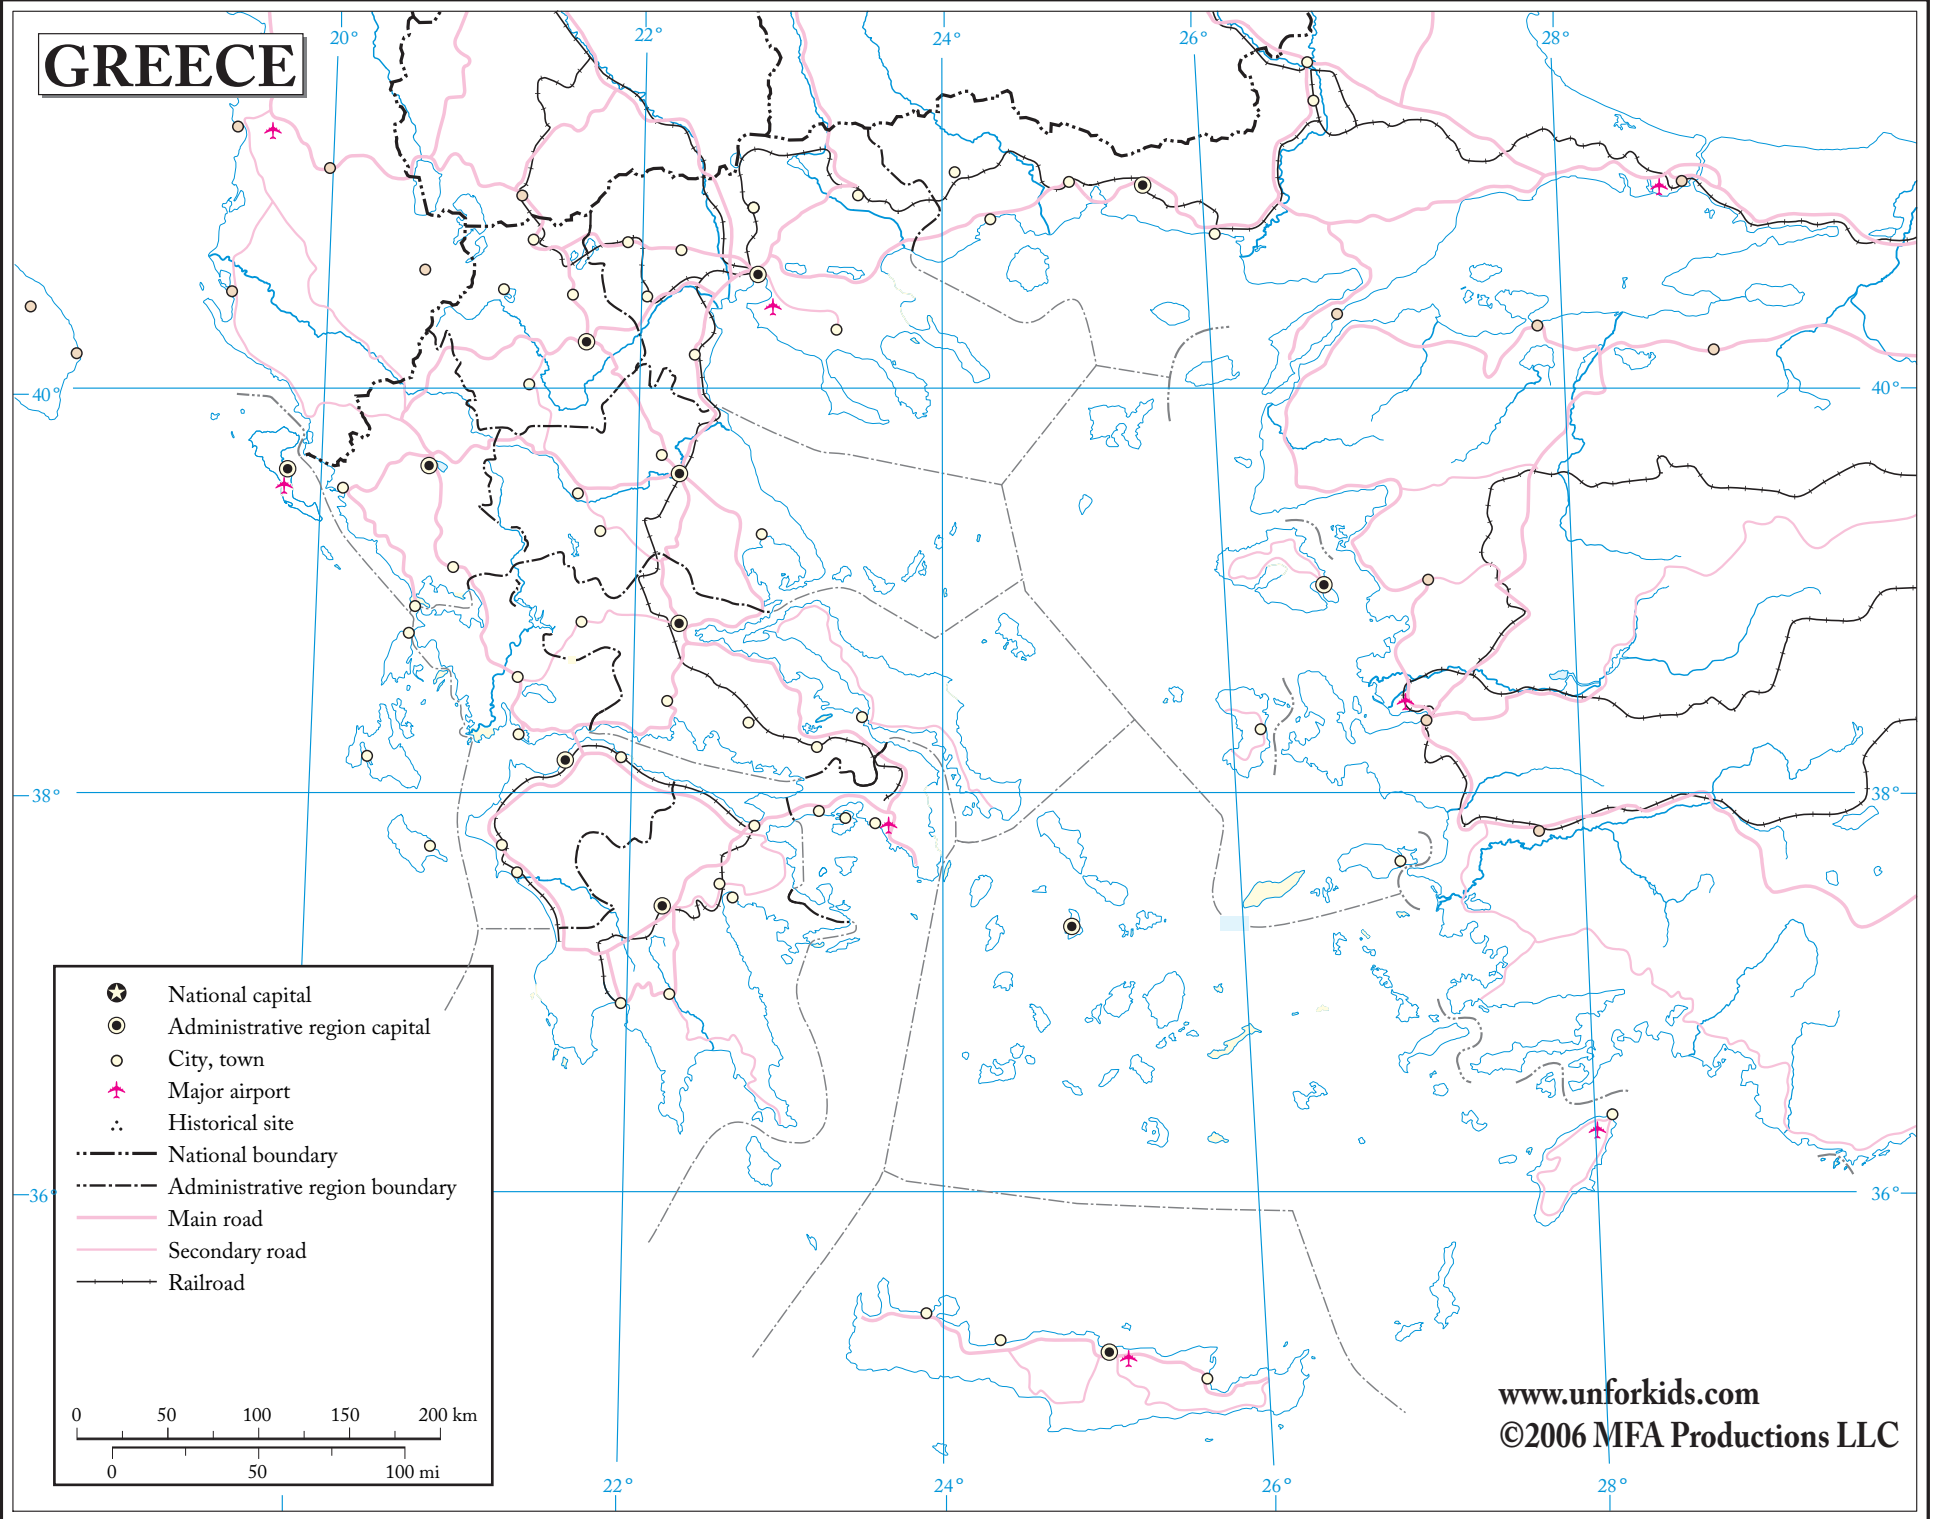 GREECE
20°
22°
24°
26°
28°
40°
40°
38°
38°
36°
36°
National capital
Administrative region capital
City, town
Major airport
Historical site
National boundary
Administrative region boundary
Main road
Secondary road
Railroad
0 50 100 150 200 km
0 50 100 mi
www.unforkids.com
©2006 MFA Productions LLC
22°
24°
26°
28°